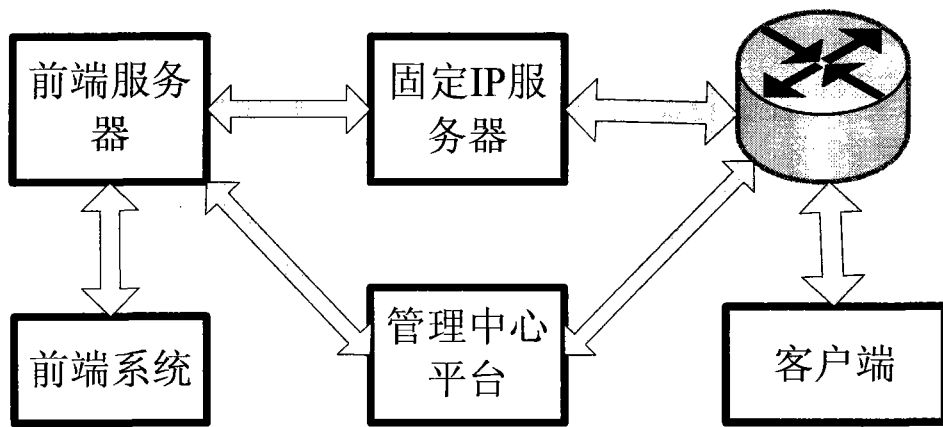 前端服务
器
固定IP服
务器
前端系统
管理中心
平台
客户端